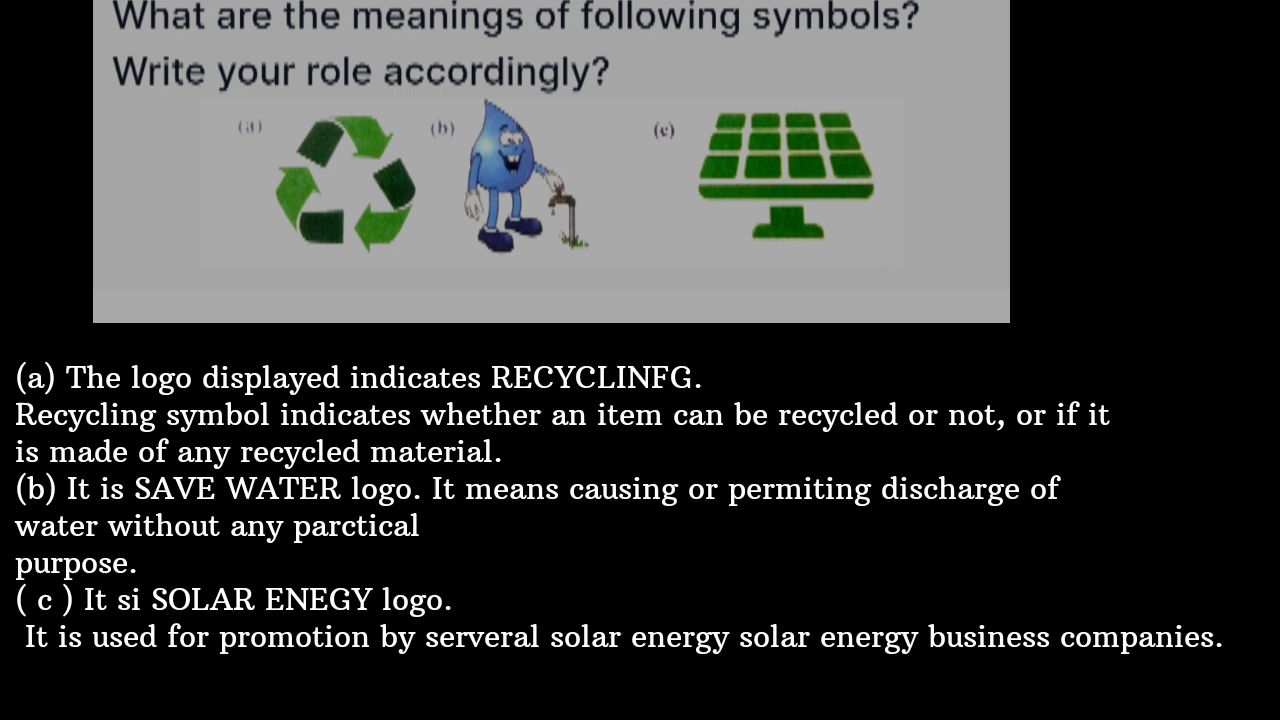 What are the meanings of following symbols?
Write your role accordingly?
(a) (b) (c)
(a) The logo displayed indicates RECYCLINFG.
Recycling symbol indicates whether an item can be recycled or not, or if it
is made of any recycled material.
(b) It is SAVE WATER logo. It means causing or permiting discharge of
water without any parctical
purpose.
( c ) It si SOLAR ENEGY logo.
It is used for promotion by serveral solar energy solar energy business companies.